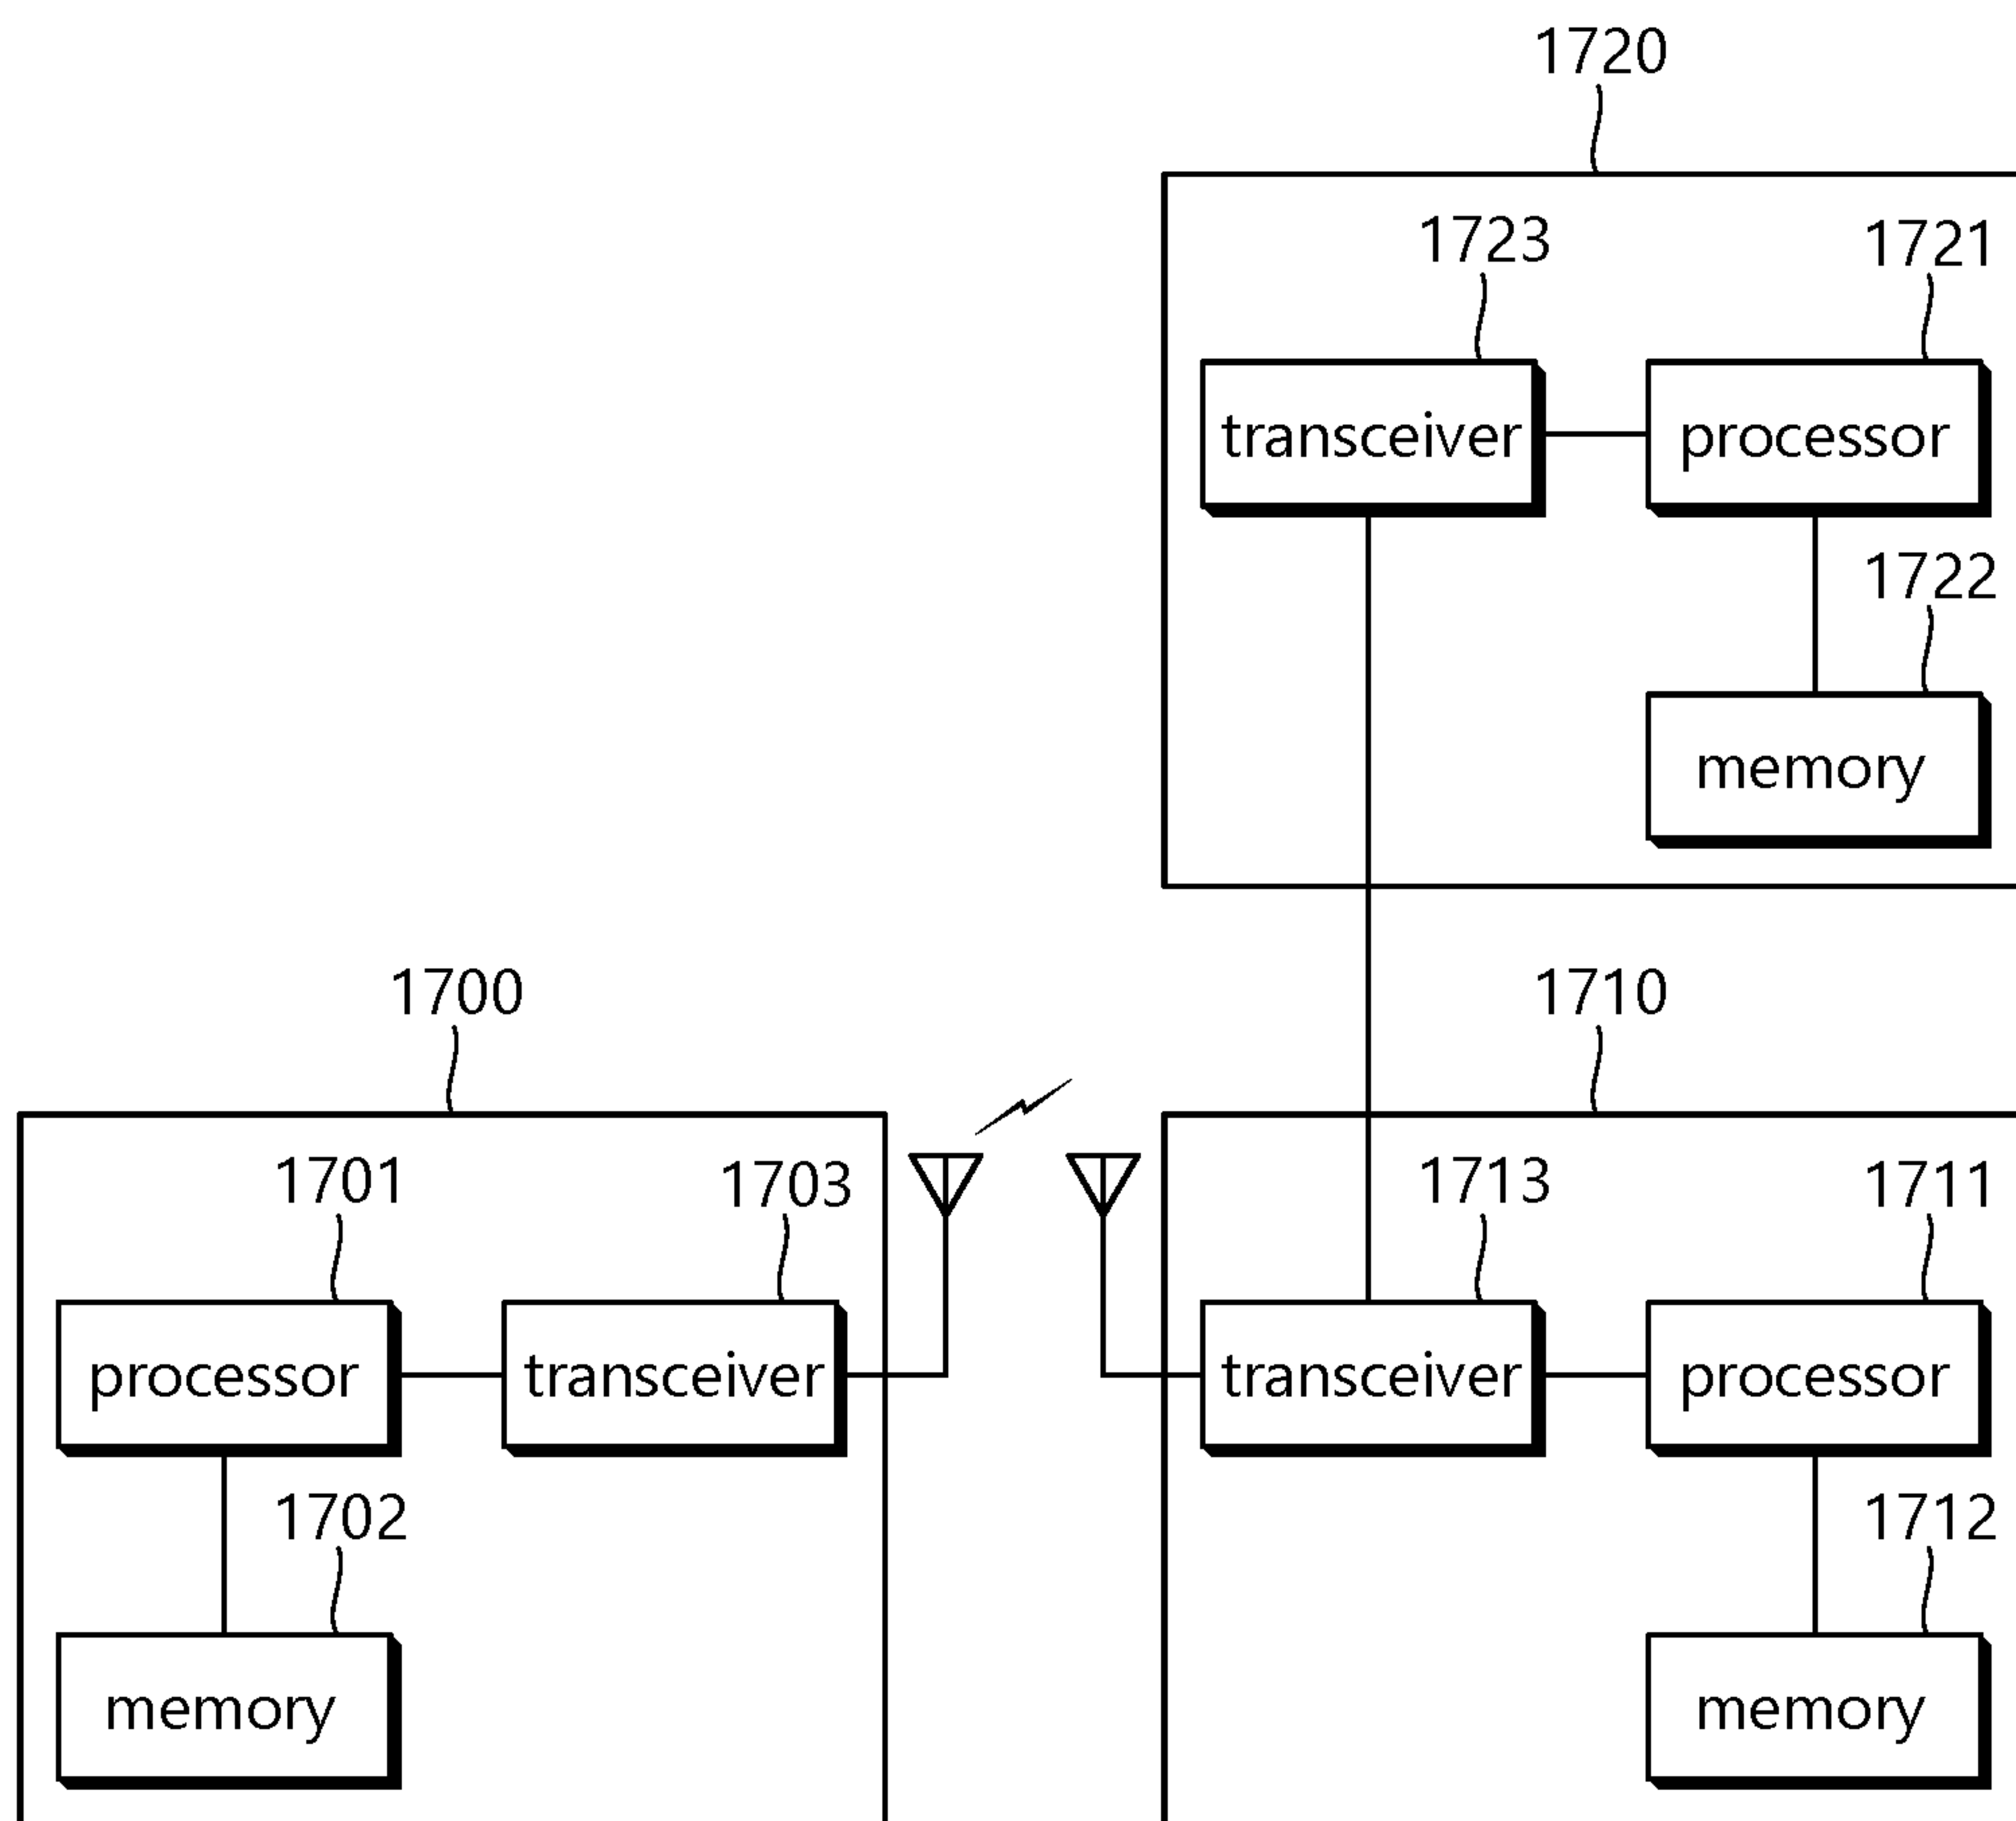 1720
1723
1721
transceiver
processor
1722
memory
1700
1710
1701
1703
1713
1711
processor
transceiver
transceiver
processor
1702
1712
memory
memory